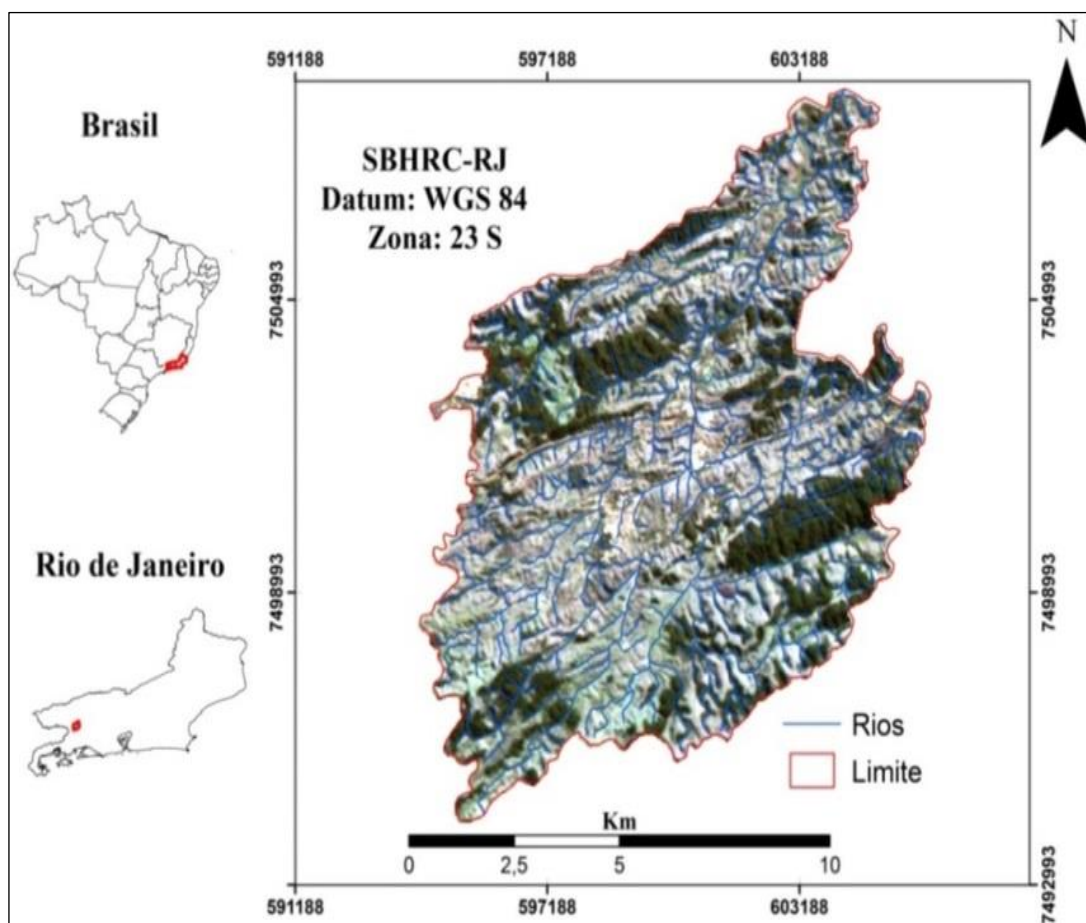 N
591188
597188
603188
Brasil
SBHRC-RJ
Datum: WGS 84
Zona: 23 S
7504993
7504993
Rio de Janeiro
7498993
7498993
Rios
Limite
Km
0
2,5
5
10
7492993
591188
597188
603188